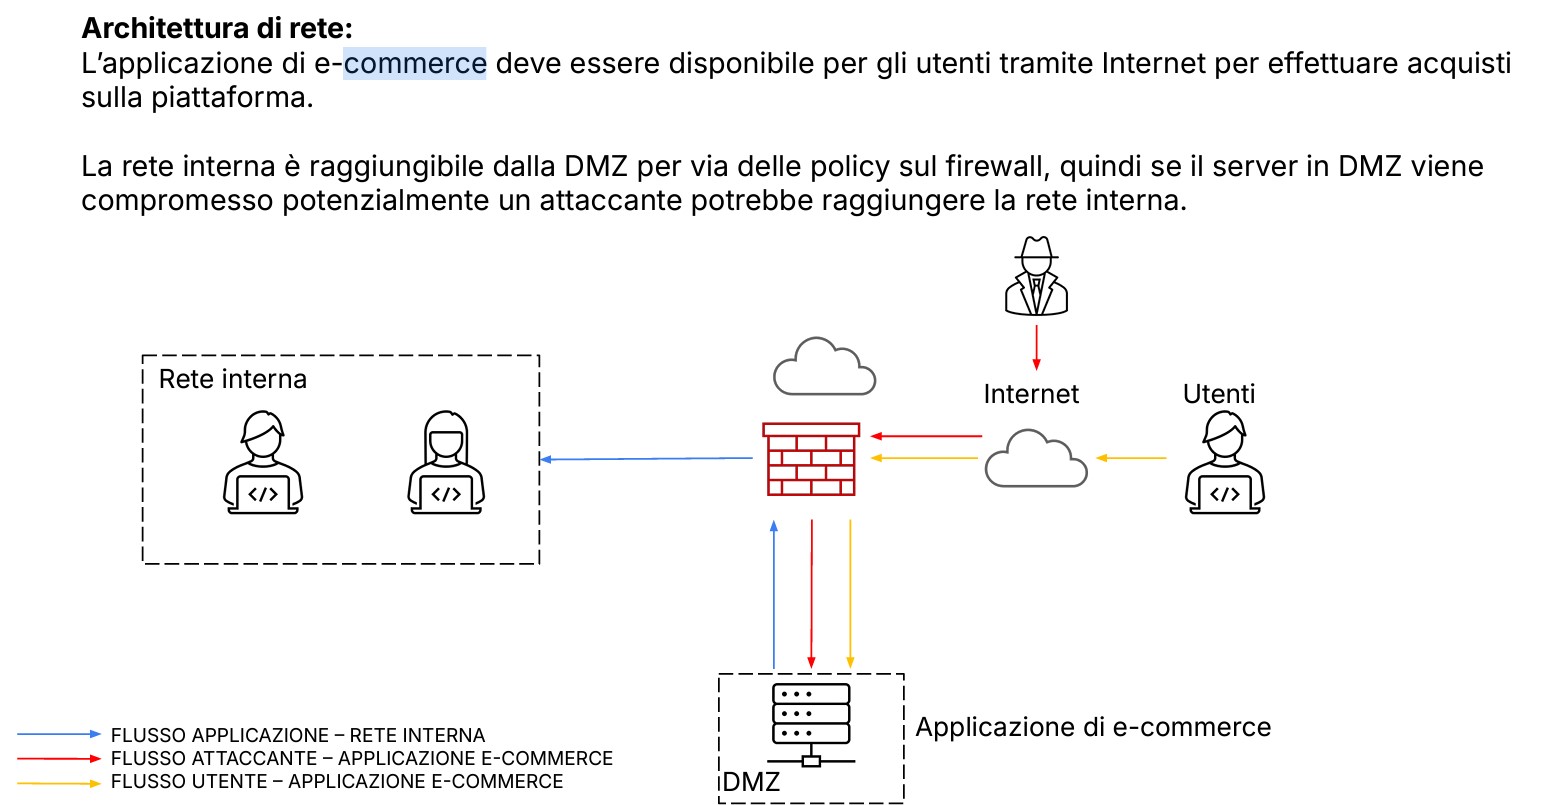 Architettura di rete:
L’applicazione di e-commerce deve essere disponibile per gli utenti tramite Internet per effettuare acquisti
sulla piattaforma.
La rete interna è raggiungibile dalla DMZ per via delle policy sul firewall, quindi se il server in DMZ viene
compromesso potenzialmente un attaccante potrebbe raggiungere la rete interna.
Rete interna
Internet
Utenti
</>
</>
</>
Applicazione di e-commerce
DMZ
FLUSSO APPLICAZIONE – RETE INTERNA
FLUSSO ATTACCANTE – APPLICAZIONE E-COMMERCE
FLUSSO UTENTE – APPLICAZIONE E-COMMERCE